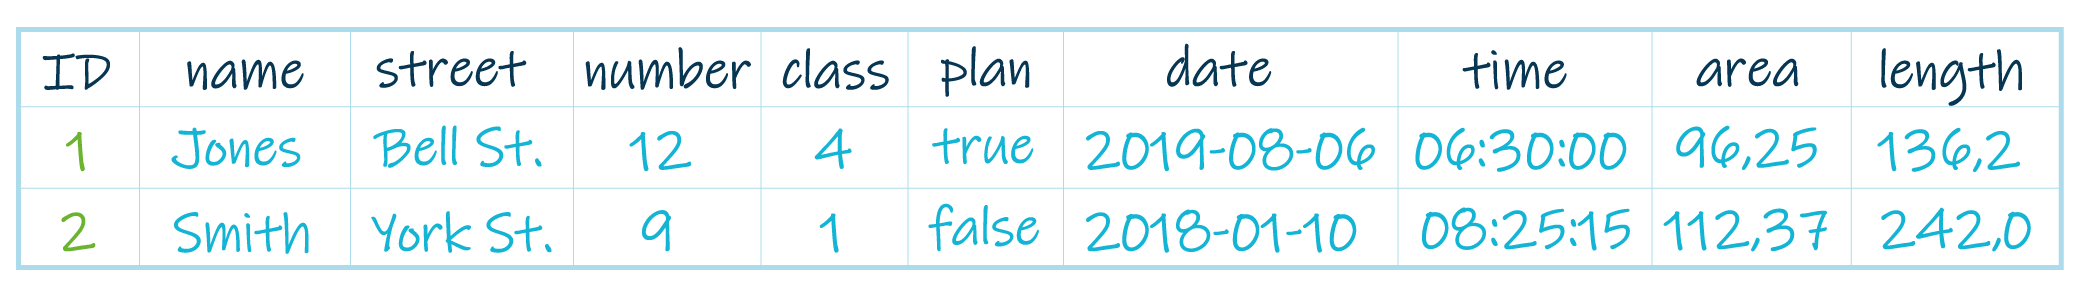 ID name street number class plan date time area length
1 Jones Bell St. 12 4 true 2019-08-06 06:30:00 96,25 136,2
2 Smith York St. 9 1 false 2018-01-10 08:25:15 112,37 242,0